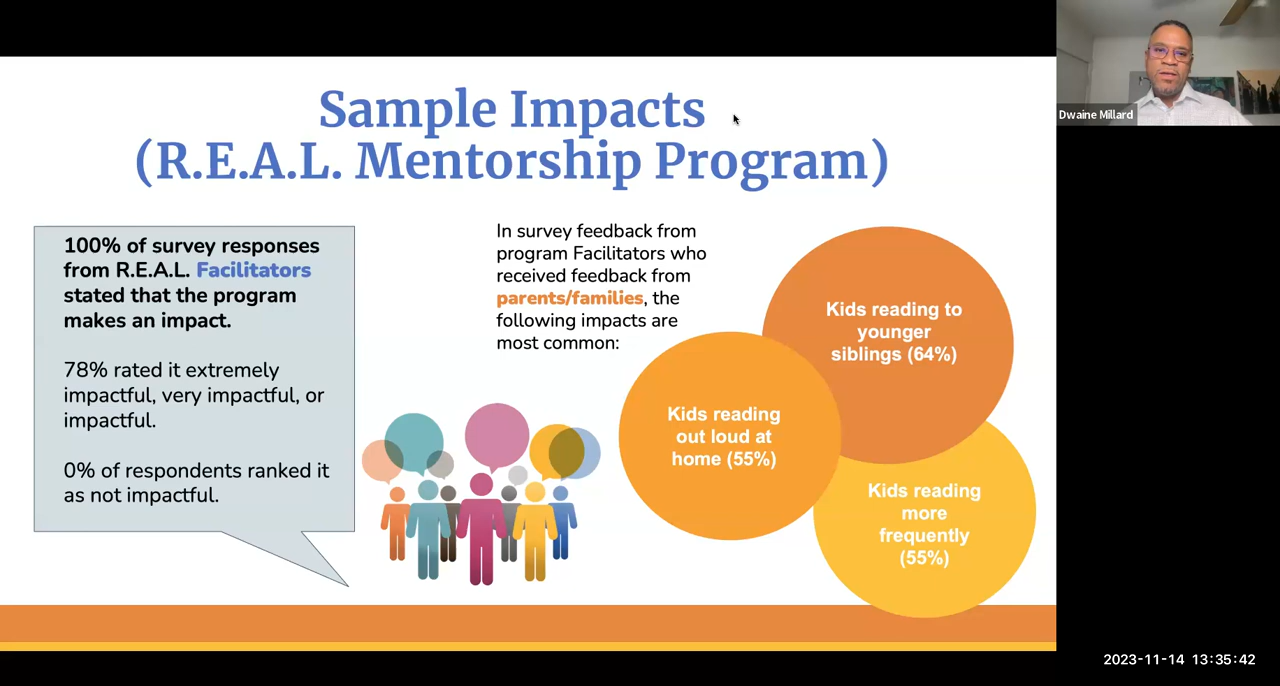 Sample Impacts
(R.E.A.L. Mentorship Program)
100% of survey responses
from R.E.A.L. Facilitators
stated that the program
makes an impact.
78% rated it extremely
impactful, very impactful, or
impactful.
0% of respondents ranked it
as not impactful.
In survey feedback from
program Facilitators who
received feedback from
parents/families, the
following impacts are
most common:
Kids reading to
younger
siblings (64%)
Kids reading
out loud at
home (55%)
Kids reading
more
frequently
(55%)
Dwaine Millard
2023-11-14 13:35:42